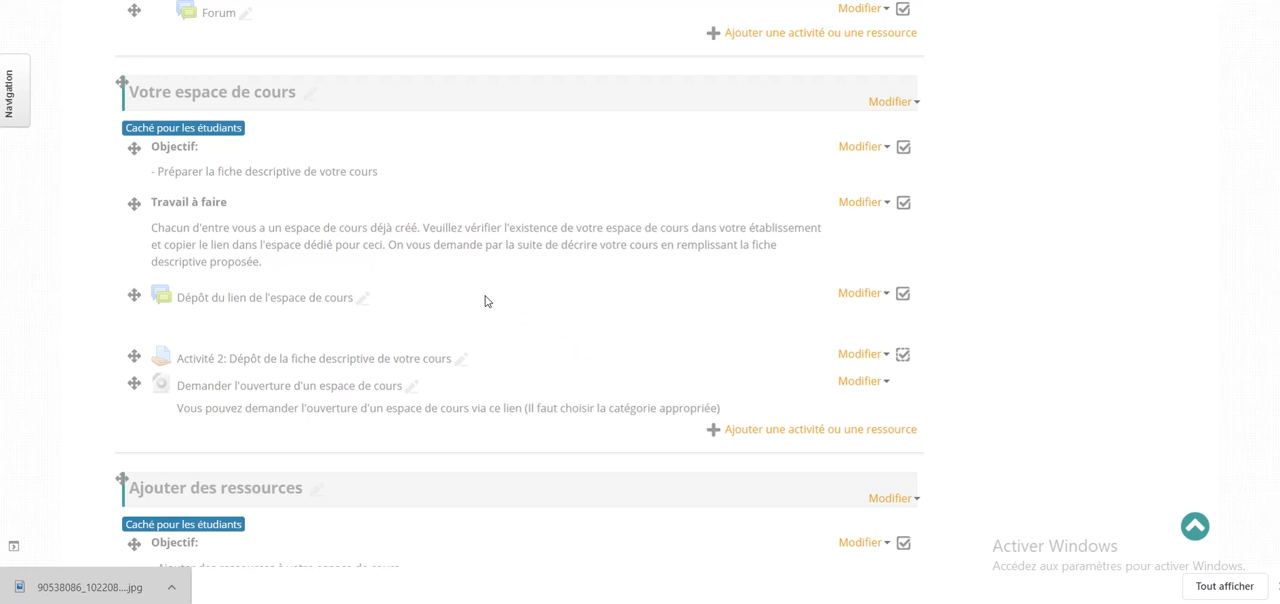 Forum
Modifier
Ajouter une activité ou une ressource
Navigation
Votre espace de cours
Modifier
Caché pour les étudiants
Objectif:
Modifier
- Préparer la fiche descriptive de votre cours
Travail à faire
Modifier
Chacun d'entre vous a un espace de cours déjà créé. Veuillez vérifier l'existence de votre espace de cours dans votre établissement
et copier le lien dans l'espace dédié pour ceci. On vous demande par la suite de décrire votre cours en remplissant la fiche
descriptive proposée.
Dépôt du lien de l'espace de cours
Modifier
Activité 2: Dépôt de la fiche descriptive de votre cours
Modifier
Demander l'ouverture d'un espace de cours
Modifier
Vous pouvez demander l'ouverture d'un espace de cours via ce lien (Il faut choisir la catégorie appropriée)
Ajouter une activité ou une ressource
Ajouter des ressources
Modifier
Caché pour les étudiants
Objectif:
Modifier
- Ajouter des ressources à votre espace de cours
Activer Windows
Accédez aux paramètres pour activer Windows.
90538086_102208....jpg
Tout afficher